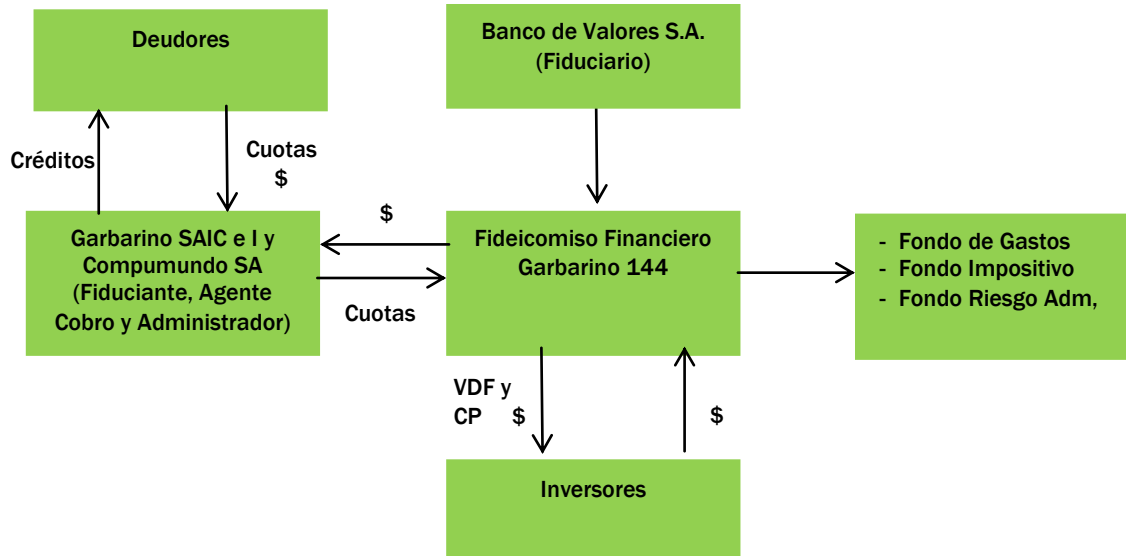 Deudores
Banco de Valores S.A.
(Fiduciario)
Créditos
Cuotas
$
Garbarino SAIC e I y
Compumundo SA
(Fiduciante, Agente
Cobro y Administrador)
$
Cuotas
Fideicomiso Financiero
Garbarino 144
- Fondo de Gastos
- Fondo Impositivo
- Fondo Riesgo Adm,
VDF y
CP $
$
Inversores